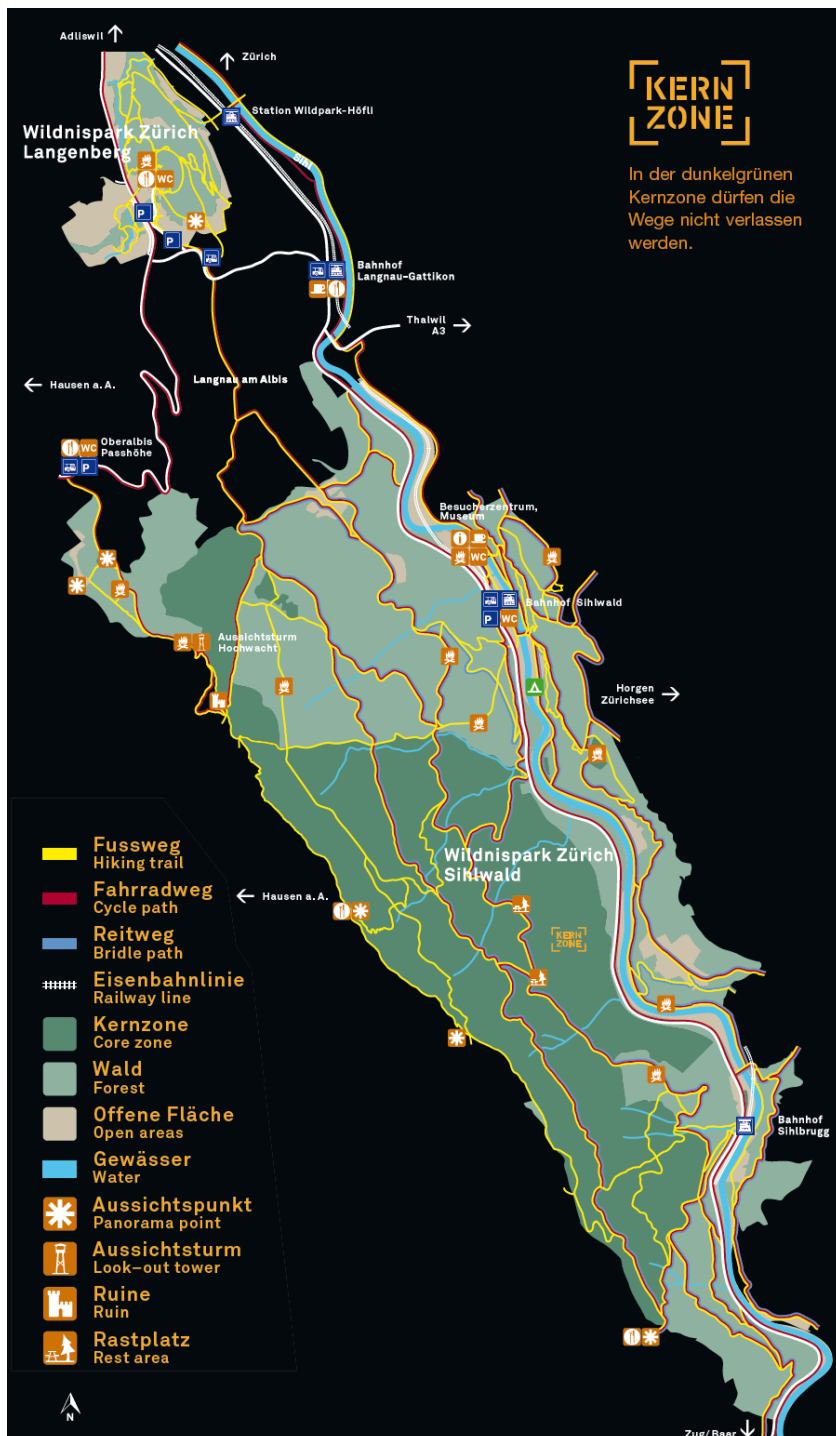 Adliswil
Zürich
KERN
ZONE
In der dunkelgrünen
Kernzone dürfen die
Wege nicht verlassen
werden.
Station Wildpark-Höfli
Wildnispark Zürich
Langenberg
Sihl
WC
P
P
Bahnhof
Langnau-Gattikon
Thalwil
A3
Hausen a. A.
Langnau am Albis
Oberalbis
Passhöhe
WC
P
Besucherzentrum,
Museum
WC
Bahnhof Sihlwald
P
WC
Aussichtsturm
Hochwacht
Horgen
Zürichsee
Wildnispark Zürich
Sihlwald
Hausen a. A.
KERN
ZONE
Bahnhof
Sihlbrugg
Fussweg
Hiking trail
Fahrradweg
Cycle path
Reitweg
Bridle path
Eisenbahnlinie
Railway line
Kernzone
Core zone
Wald
Forest
Offene Fläche
Open areas
Gewässer
Water
Aussichtspunkt
Panorama point
Aussichtsturm
Look–out tower
Ruine
Ruin
Rastplatz
Rest area
N
Zug/Baar